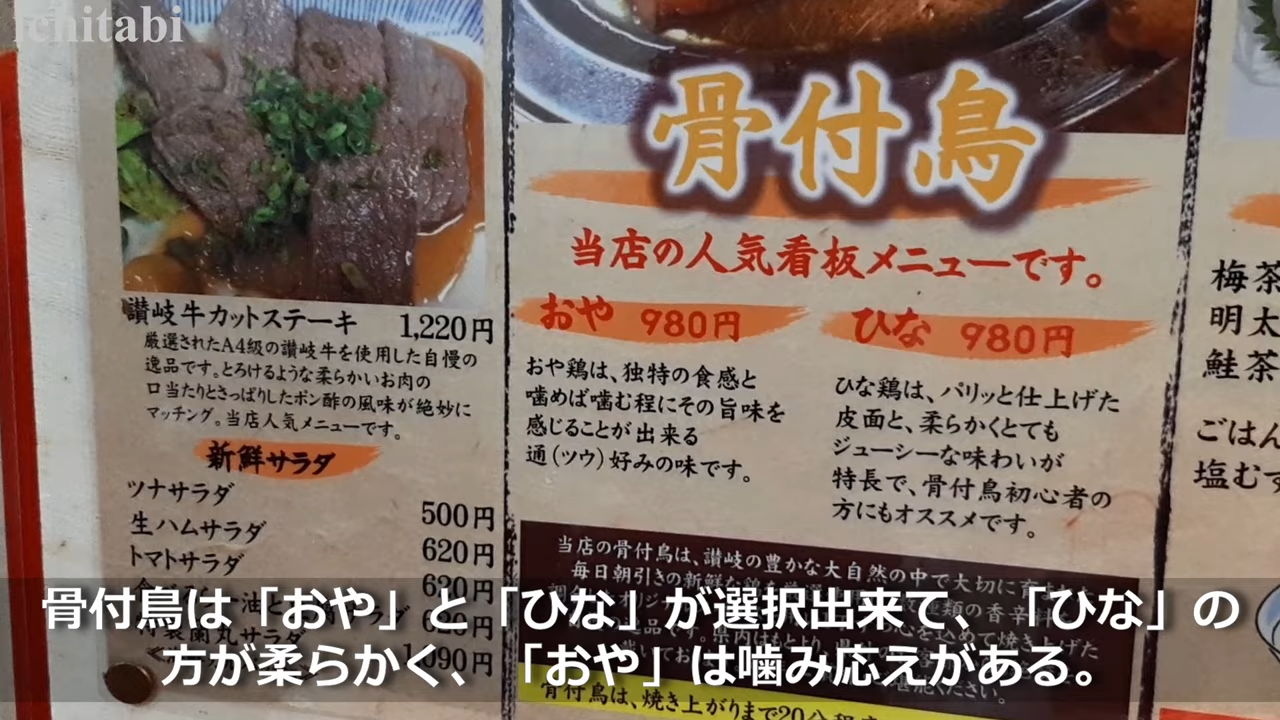 ichitabi
讃岐牛カットステーキ 1,220円
厳選されたA4級の讃岐牛を使用した自慢の
逸品です。とろけるような柔らかいお肉の
口当たりとさっぱりしたポン酢の風味が絶妙に
マッチング。当店人気メニューです。
新鮮サラダ
ツナサラダ 500円
生ハムサラダ 620円
トマトサラダ 620円
サラダ
1,090円
骨付鳥
当店の人気看板メニューです。
おや 980円
おや鶏は、独特の食感と
噛めば噛む程にその旨味を
感じることが出来る
通(ツウ)好みの味です。
ひな 980円
ひな鶏は、パリッと仕上げた
皮面と、柔らかくとても
ジューシーな味わいが
特長で、骨付鳥初心者の
方にもオススメです。
当店の骨付鳥は、讃岐の豊かな大自然の中で大切に
毎日朝引きの新鮮な鶏を
骨付鳥は、焼き上がりまで20分程
梅茶
明太
鮭茶
ごはん
塩むす
骨付鳥は「おや」と「ひな」が選択出来て、「ひな」の
方が柔らかく、「おや」は噛み応えがある。